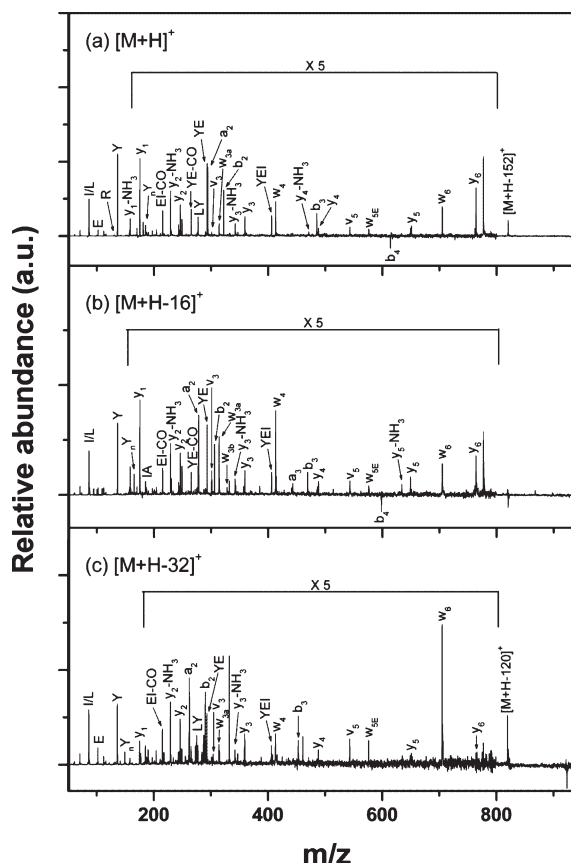 (a) [M+H]+
X 5
I/L
E
R
Y
y1-NH3
y1
Yn
EI-CO
y2-NH3
y2
YE-CO
LY
YE
a2
v3
w3a
b2
y3-NH3
y3
YEI
w4
y4-NH3
b3
y4
v5
w5E
b4
y5
w6
y6
[M+H-152]+
(b) [M+H-16]+
X 5
I/L
Y
Yn
y1
IA
EI-CO
y2-NH3
y2
YE-CO
a2
YE
v3
b2
w3a
w3b
y3-NH3
y3
YEI
w4
a3
b3
y4
v5
w5E
b4
y5-NH3
y5
w6
y6
(c) [M+H-32]+
X 5
I/L
E
Y
Yn
y1
EI-CO
y2-NH3
y2
a2
LY
b2
YE
v3
w3a
y3-NH3
y3
YEI
w4
b3
y4
v5
w5E
y5
w6
y6
[M+H-120]+
Relative abundance (a.u.)
200 400 600 800
m/z